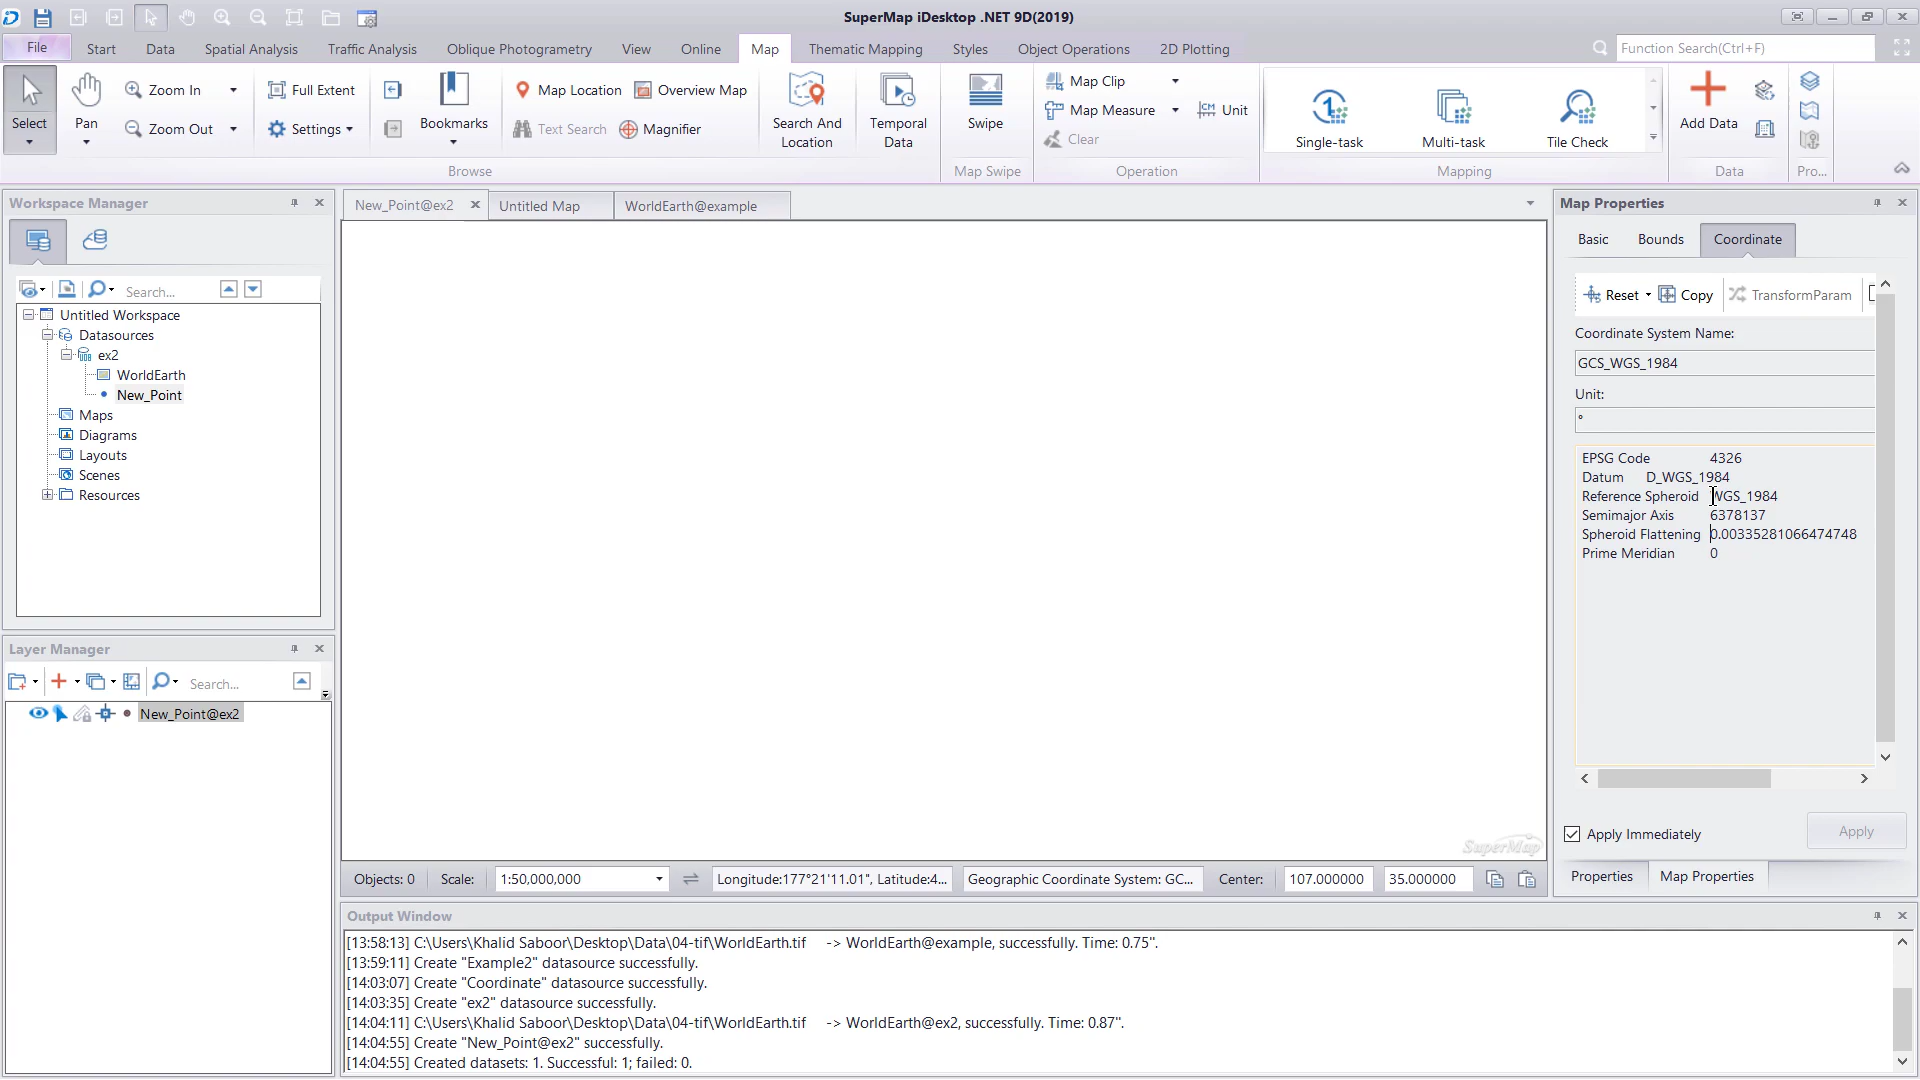 SuperMap iDesktop .NET 9D(2019)
File
Start
Data
Spatial Analysis
Traffic Analysis
Oblique Photogrametry
View
Online
Map
Thematic Mapping
Styles
Object Operations
2D Plotting
Function Search(Ctrl+F)
Select
Pan
Zoom In
Zoom Out
Full Extent
Settings
Bookmarks
Map Location
Overview Map
Text Search
Magnifier
Search And
Location
Temporal
Data
Swipe
Map Clip
Map Measure
Unit
Clear
Single-task
Multi-task
Tile Check
Add Data
Browse
Map Swipe
Operation
Mapping
Data
Pro...
Workspace Manager
Search...
Untitled Workspace
Datasources
ex2
WorldEarth
New_Point
Maps
Diagrams
Layouts
Scenes
Resources
Layer Manager
Search...
New_Point@ex2
New_Point@ex2
Untitled Map
WorldEarth@example
SuperMap
Objects: 0
Scale:
1:50,000,000
Longitude:177°21'11.01", Latitude:4...
Geographic Coordinate System: GC...
Center:
107.000000
35.000000
Map Properties
Basic
Bounds
Coordinate
Reset
Copy
TransformParam
Coordinate System Name:
GCS_WGS_1984
Unit:
°
EPSG Code 4326
Datum D_WGS_1984
Reference Spheroid WGS_1984
Semimajor Axis 6378137
Spheroid Flattening 0.00335281066474748
Prime Meridian 0
Apply Immediately
Apply
Properties
Map Properties
Output Window
[13:58:13] C:\Users\Khalid Saboor\Desktop\Data\04-tif\WorldEarth.tif -> WorldEarth@example, successfully. Time: 0.75''.
[13:59:11] Create "Example2" datasource successfully.
[14:03:07] Create "Coordinate" datasource successfully.
[14:03:35] Create "ex2" datasource successfully.
[14:04:11] C:\Users\Khalid Saboor\Desktop\Data\04-tif\WorldEarth.tif -> WorldEarth@ex2, successfully. Time: 0.87''.
[14:04:55] Create "New_Point@ex2" successfully.
[14:04:55] Created datasets: 1. Successful: 1; failed: 0.